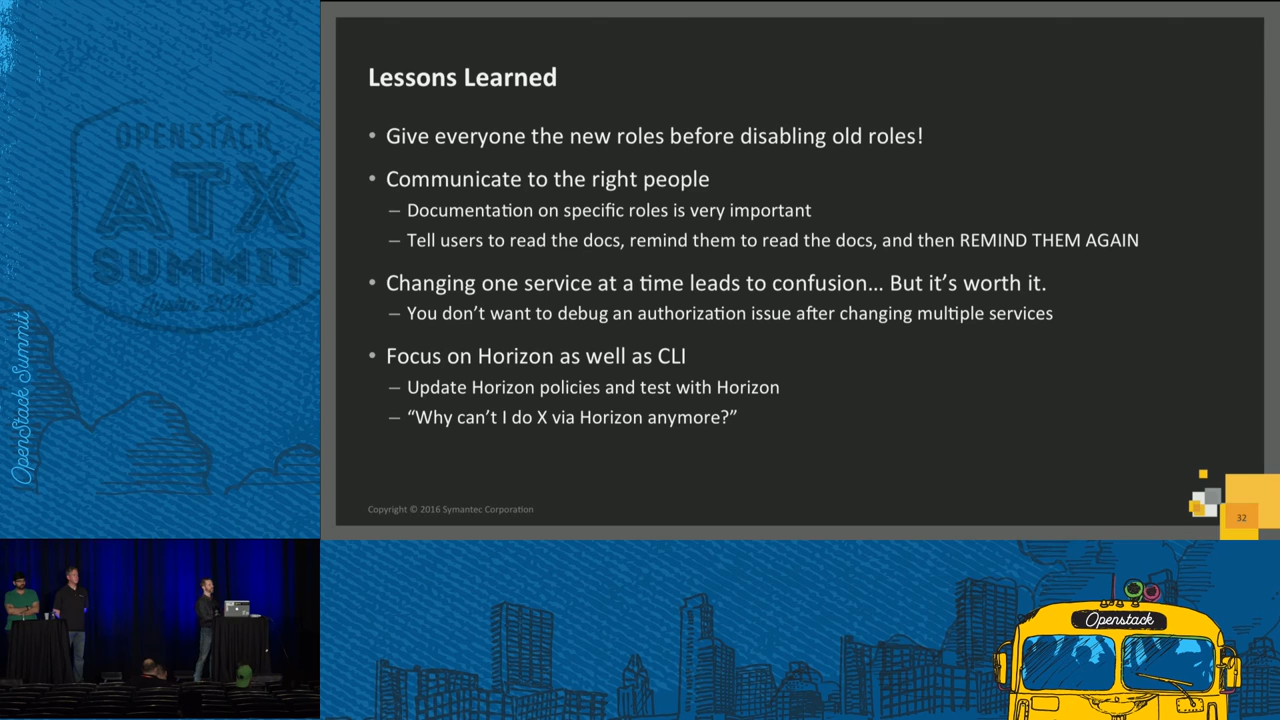 OPENSTACK
ATX
SUMMIT
OpenStack Summit
Lessons Learned
• Give everyone the new roles before disabling old roles!
• Communicate to the right people
– Documentation on specific roles is very important
– Tell users to read the docs, remind them to read the docs, and then REMIND THEM AGAIN
• Changing one service at a time leads to confusion... But it's worth it.
– You don't want to debug an authorization issue after changing multiple services
• Focus on Horizon as well as CLI
– Update Horizon policies and test with Horizon
– “Why can't I do X via Horizon anymore?”
Copyright © 2016 Symantec Corporation
32
Openstack